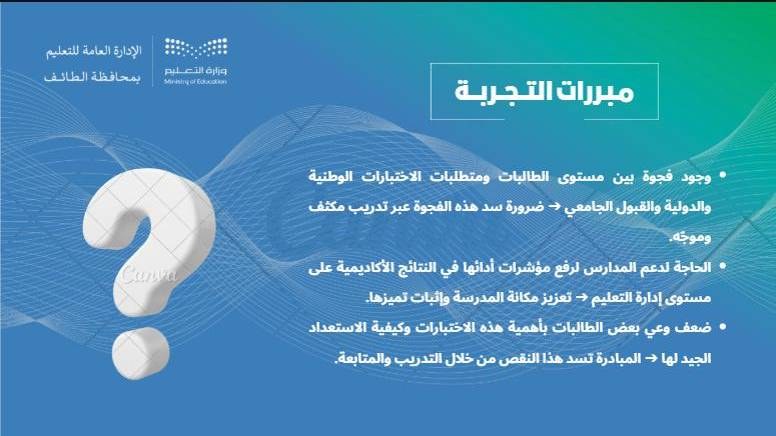 الإدارة العامة للتعليم
بمحافظة الطائف
وزارة التعليم
Ministry of Education
مبررات التجربة
• وجود فجوة بين مستوى الطالبات ومتطلبات الاختبارات الوطنية
والدولية والقبول الجامعي ➔ ضرورة سد هذه الفجوة عبر تدريب مكثف
وموجّه.
• الحاجة لدعم المدارس لرفع مؤشرات أدائها في النتائج الأكاديمية على
مستوى إدارة التعليم ➔ تعزيز مكانة المدرسة وإثبات تميزها.
• ضعف وعي بعض الطالبات بأهمية هذه الاختبارات وكيفية الاستعداد
الجيد لها ➔ المبادرة تسد هذا النقص من خلال التدريب والمتابعة.
Canva
Canva